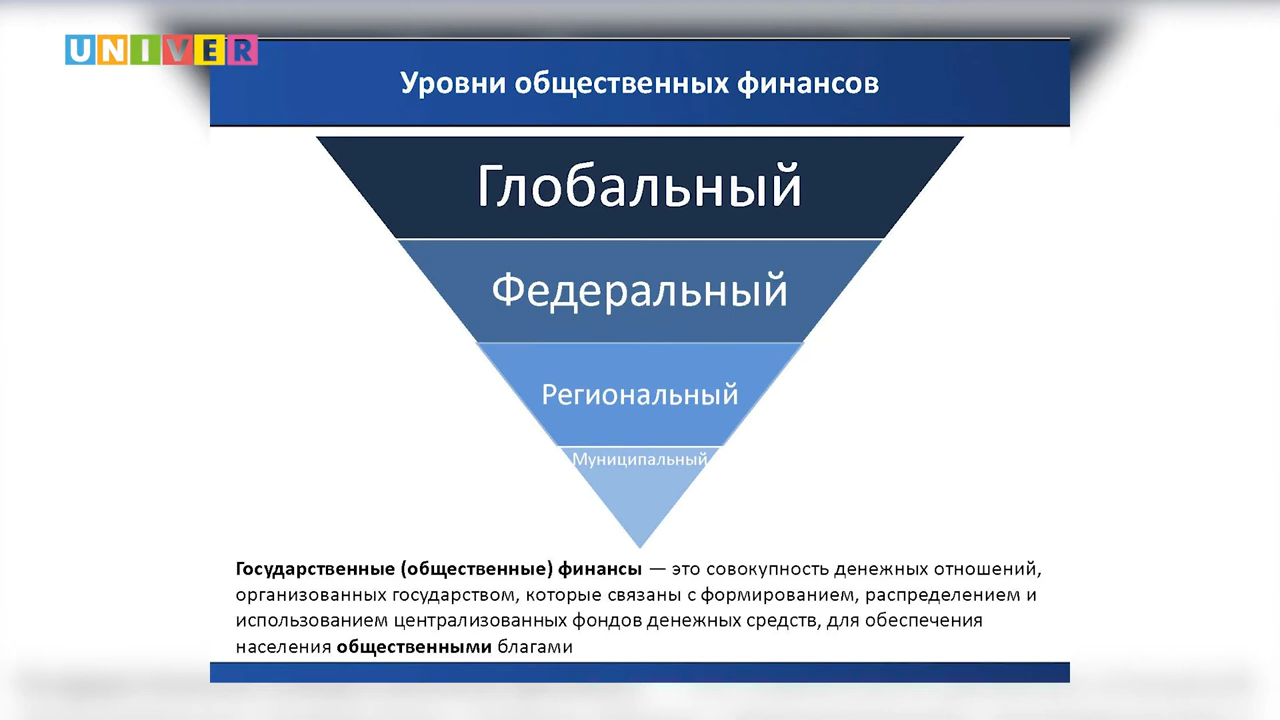 UNIVER
Уровни общественных финансов
Глобальный
Федеральный
Региональный
Муниципальный
Государственные (общественные) финансы — это совокупность денежных отношений,
организованных государством, которые связаны с формированием, распределением и
использованием централизованных фондов денежных средств, для обеспечения
населения общественными благами